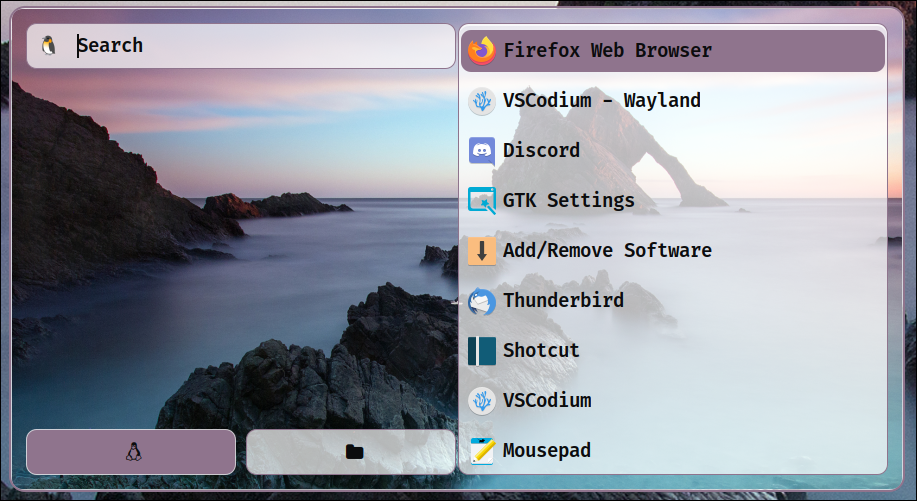 Search
Firefox Web Browser
VSCodium - Wayland
Discord
GTK Settings
Add/Remove Software
Thunderbird
Shotcut
VSCodium
Mousepad